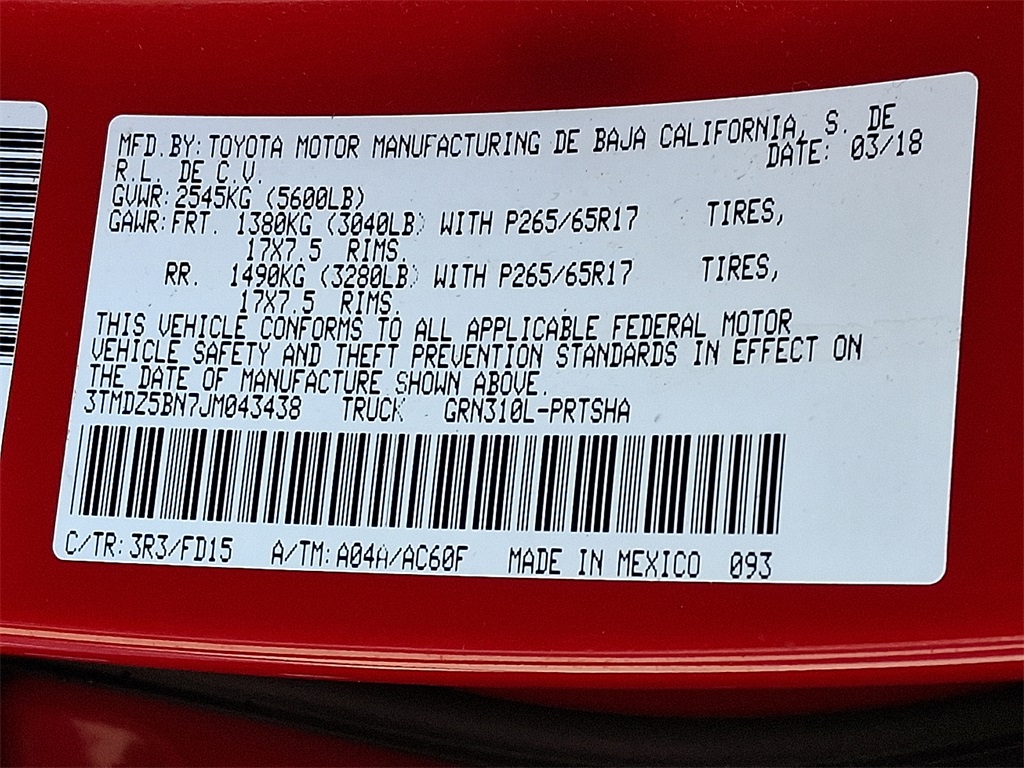 MFD. BY: TOYOTA MOTOR MANUFACTURING DE BAJA CALIFORNIA, S. DE
R.L. DE C.V. DATE: 03/18
GVWR: 2545KG (5600LB)
GAWR: FRT. 1380KG (3040LB) WITH P265/65R17 TIRES,
17X7.5 RIMS.
RR. 1490KG (3280LB) WITH P265/65R17 TIRES,
17X7.5 RIMS.
THIS VEHICLE CONFORMS TO ALL APPLICABLE FEDERAL MOTOR
VEHICLE SAFETY AND THEFT PREVENTION STANDARDS IN EFFECT ON
THE DATE OF MANUFACTURE SHOWN ABOVE.
3TMDZ5BN7JM043438 TRUCK GRN310L-PRTSHA
C/TR: 3R3/FD15 A/TM: A04A/AC60F MADE IN MEXICO 093